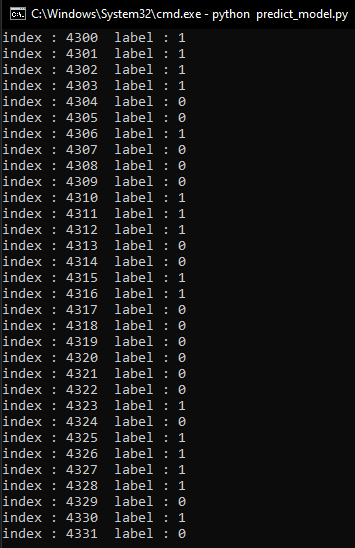 C:\Windows\System32\cmd.exe - python  predict_model.py
index : 4300  label : 1
index : 4301  label : 1
index : 4302  label : 1
index : 4303  label : 1
index : 4304  label : 0
index : 4305  label : 0
index : 4306  label : 1
index : 4307  label : 0
index : 4308  label : 0
index : 4309  label : 0
index : 4310  label : 1
index : 4311  label : 1
index : 4312  label : 1
index : 4313  label : 0
index : 4314  label : 0
index : 4315  label : 1
index : 4316  label : 1
index : 4317  label : 0
index : 4318  label : 0
index : 4319  label : 0
index : 4320  label : 0
index : 4321  label : 0
index : 4322  label : 0
index : 4323  label : 1
index : 4324  label : 0
index : 4325  label : 1
index : 4326  label : 1
index : 4327  label : 1
index : 4328  label : 1
index : 4329  label : 0
index : 4330  label : 1
index : 4331  label : 0